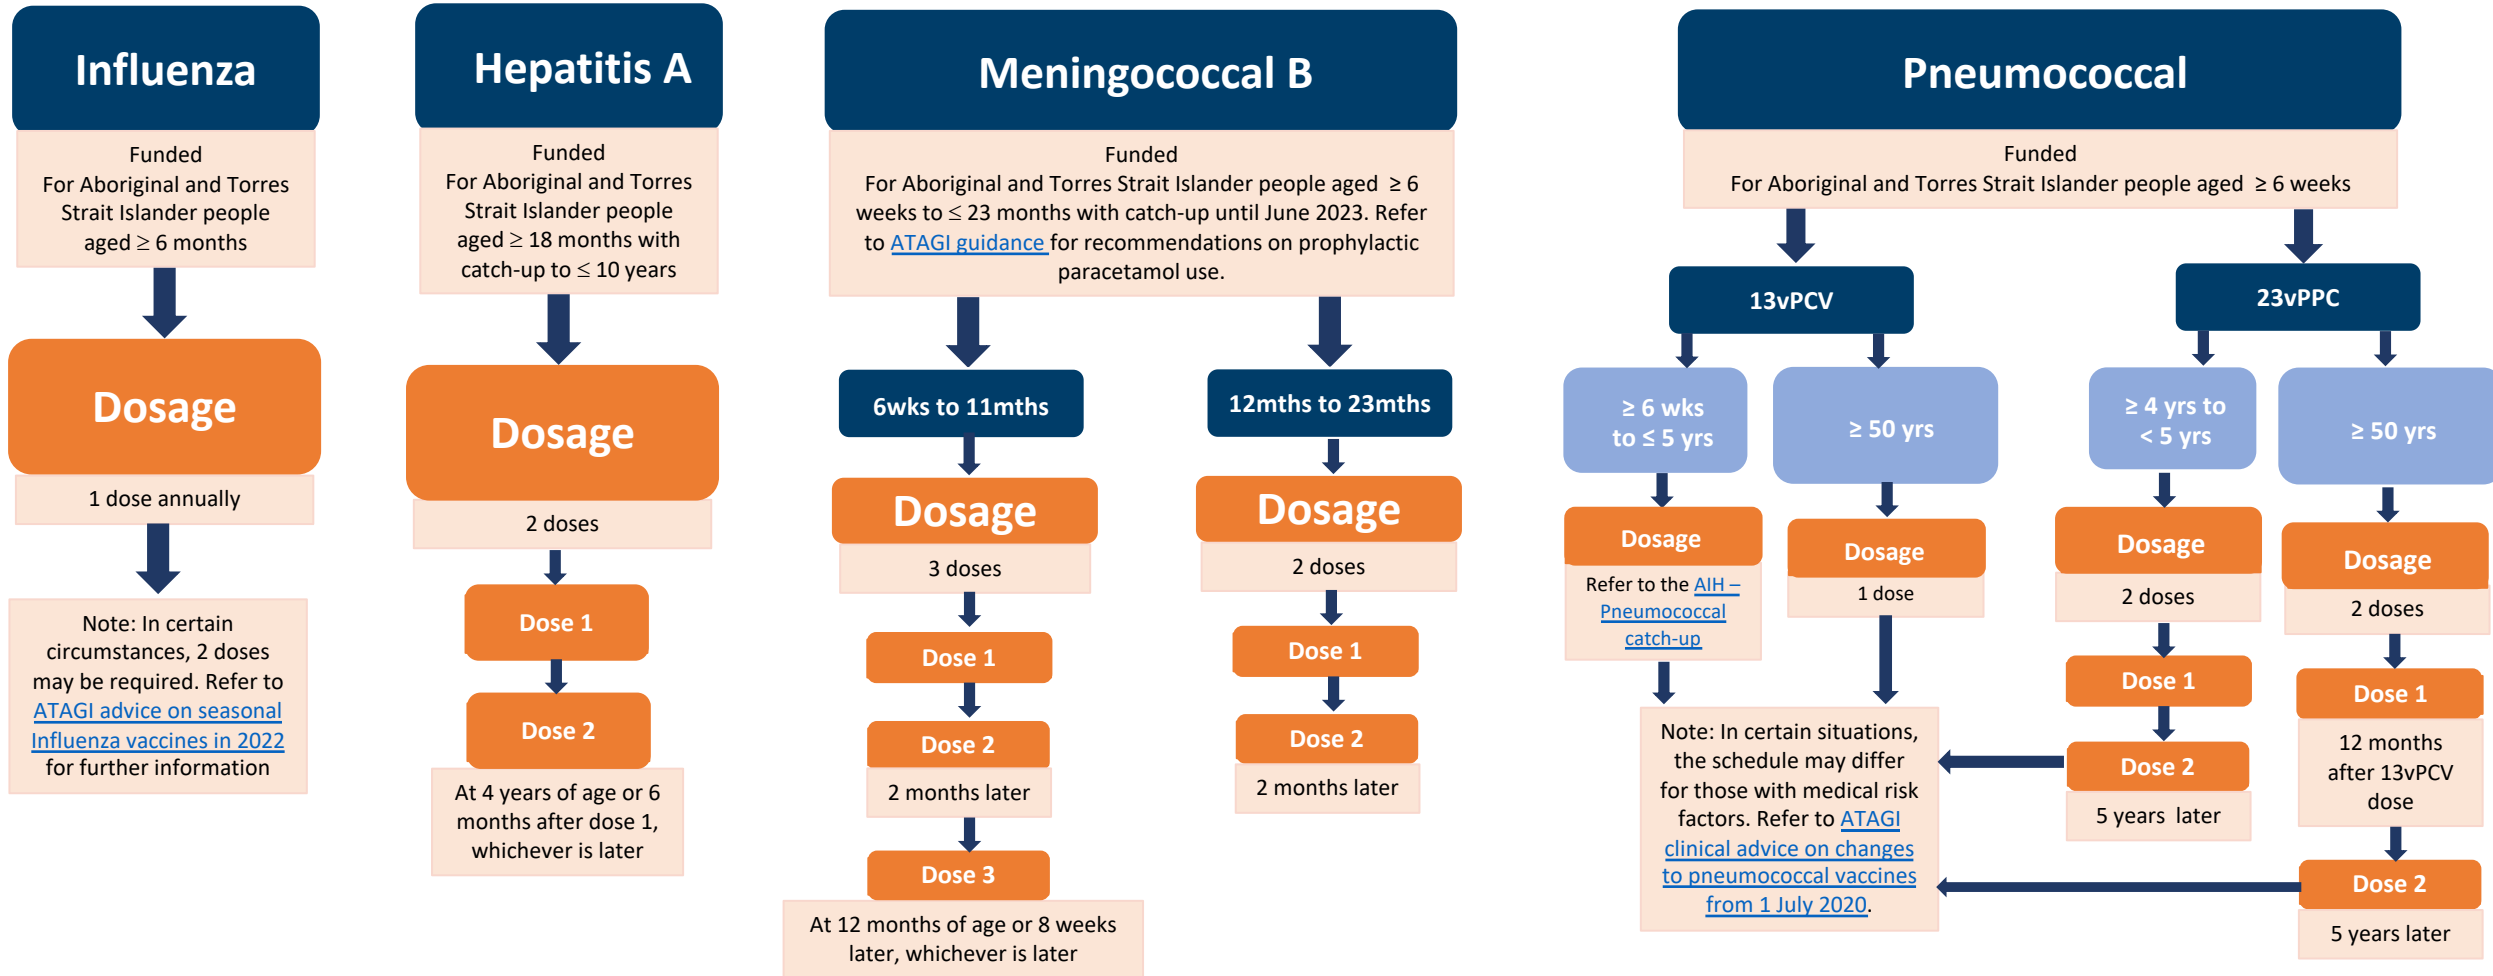 Influenza
Funded
For Aboriginal and Torres
Strait Islander people
aged ≥ 6 months
Dosage
1 dose annually
Note: In certain
circumstances, 2 doses
may be required. Refer to
ATAGI advice on seasonal
Influenza vaccines in 2022
for further information
Hepatitis A
Funded
For Aboriginal and Torres
Strait Islander people
aged ≥ 18 months with
catch-up to ≤ 10 years
Dosage
2 doses
Dose 1
Dose 2
At 4 years of age or 6
months after dose 1,
whichever is later
Meningococcal B
Funded
For Aboriginal and Torres Strait Islander people aged ≥ 6
weeks to ≤ 23 months with catch-up until June 2023. Refer
to ATAGI guidance for recommendations on prophylactic
paracetamol use.
6wks to 11mths
Dosage
3 doses
Dose 1
Dose 2
2 months later
Dose 3
At 12 months of age or 8 weeks
later, whichever is later
12mths to 23mths
Dosage
2 doses
Dose 1
Dose 2
2 months later
Pneumococcal
Funded
For Aboriginal and Torres Strait Islander people aged ≥ 6 weeks
13vPCV
≥ 6 wks
to ≤ 5 yrs
Dosage
Refer to the AIH –
Pneumococcal
catch-up
≥ 50 yrs
Dosage
1 dose
Note: In certain situations,
the schedule may differ
for those with medical risk
factors. Refer to ATAGI
clinical advice on changes
to pneumococcal vaccines
from 1 July 2020.
23vPPC
≥ 4 yrs to
< 5 yrs
Dosage
2 doses
Dose 1
Dose 2
5 years later
≥ 50 yrs
Dosage
2 doses
Dose 1
12 months
after 13vPCV
dose
Dose 2
5 years later